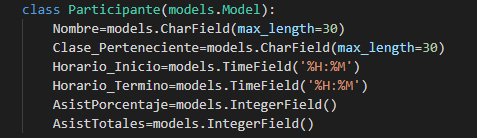 class Participante(models.Model):
Nombre=models.CharField(max_length=30)
Clase_Perteneciente=models.CharField(max_length=30)
Horario_Inicio=models.TimeField('%H:%M')
Horario_Termino=models.TimeField('%H:%M')
AsistPorcentaje=models.IntegerField()
AsistTotales=models.IntegerField()